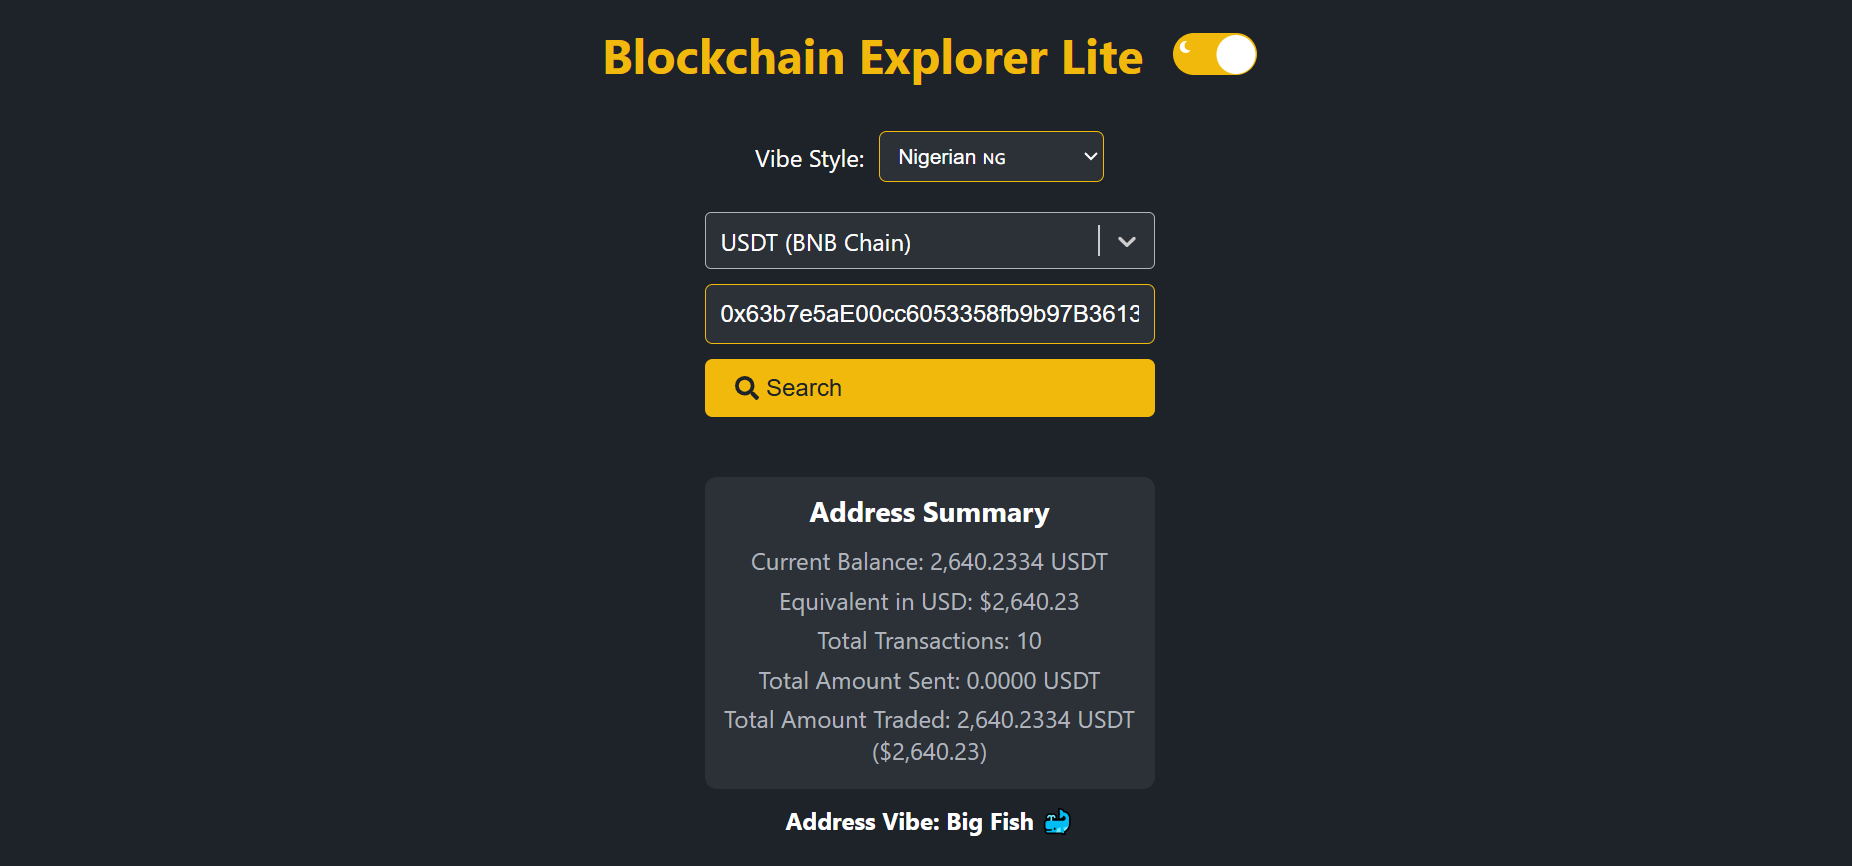 Blockchain Explorer Lite
Vibe Style: Nigerian NG
USDT (BNB Chain)
0x63b7e5aE00cc6053358fb9b97B3613
Search
Address Summary
Current Balance: 2,640.2334 USDT
Equivalent in USD: $2,640.23
Total Transactions: 10
Total Amount Sent: 0.0000 USDT
Total Amount Traded: 2,640.2334 USDT
($2,640.23)
Address Vibe: Big Fish 🐳